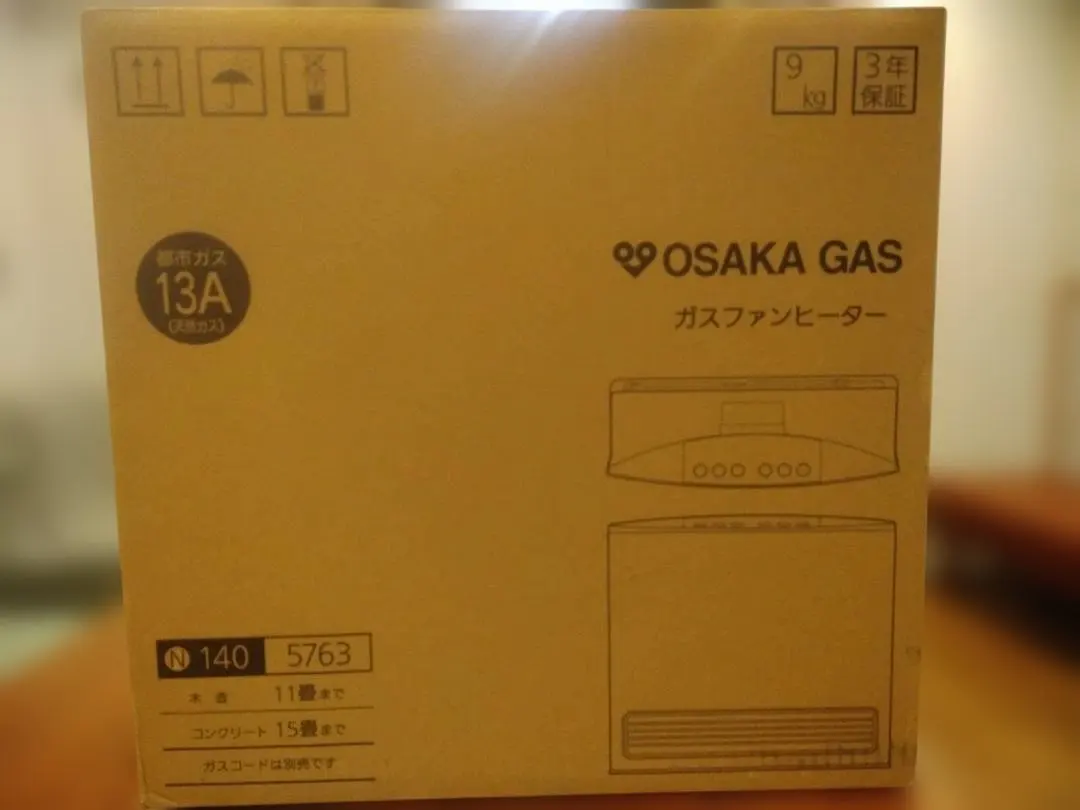 9
kg
3年
保証
都市ガス
13A
(天然ガス)
OSAKA GAS
ガスファンヒーター
N 140 5763
木造 11畳まで
コンクリート 15畳まで
ガスコードは別売です